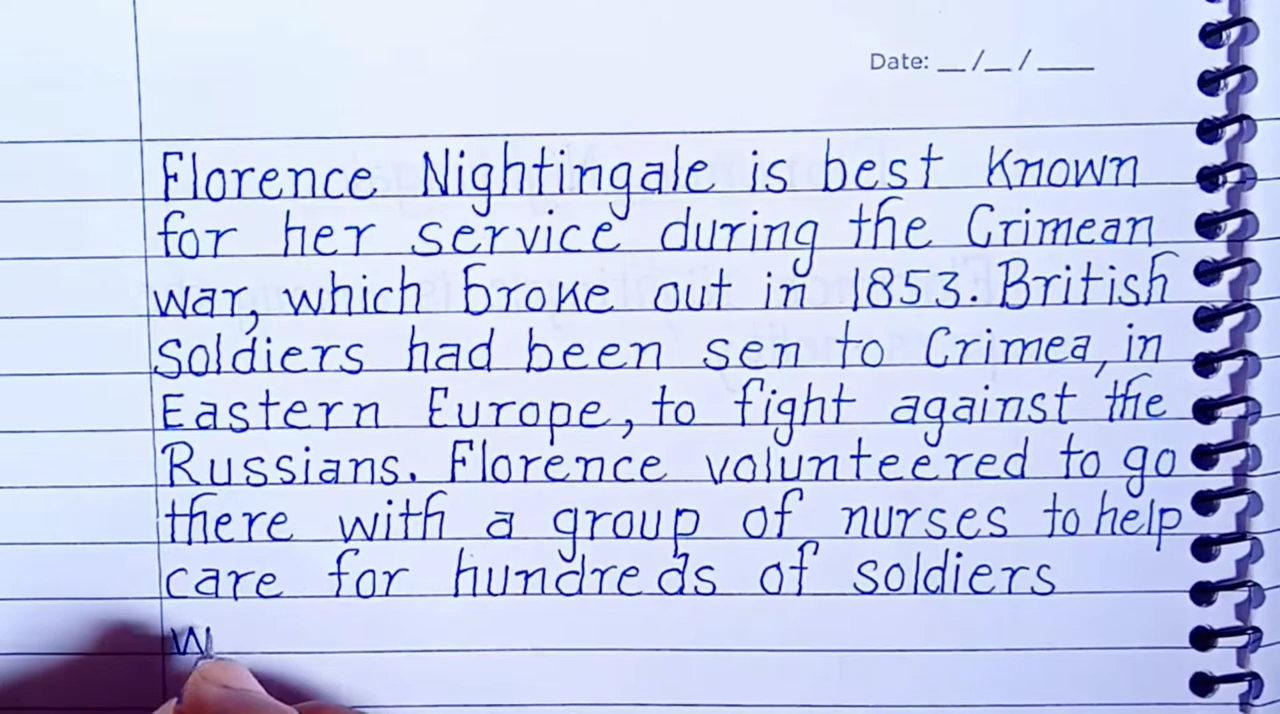 Date: __/__/____
Florence Nightingale is best known
for her service during the Crimean
war, which broke out in 1853. British
Soldiers had been sen to Crimea, in
Eastern Europe, to fight against the
Russians. Florence volunteered to go
there with a group of nurses to help
care for hundreds of soldiers
w